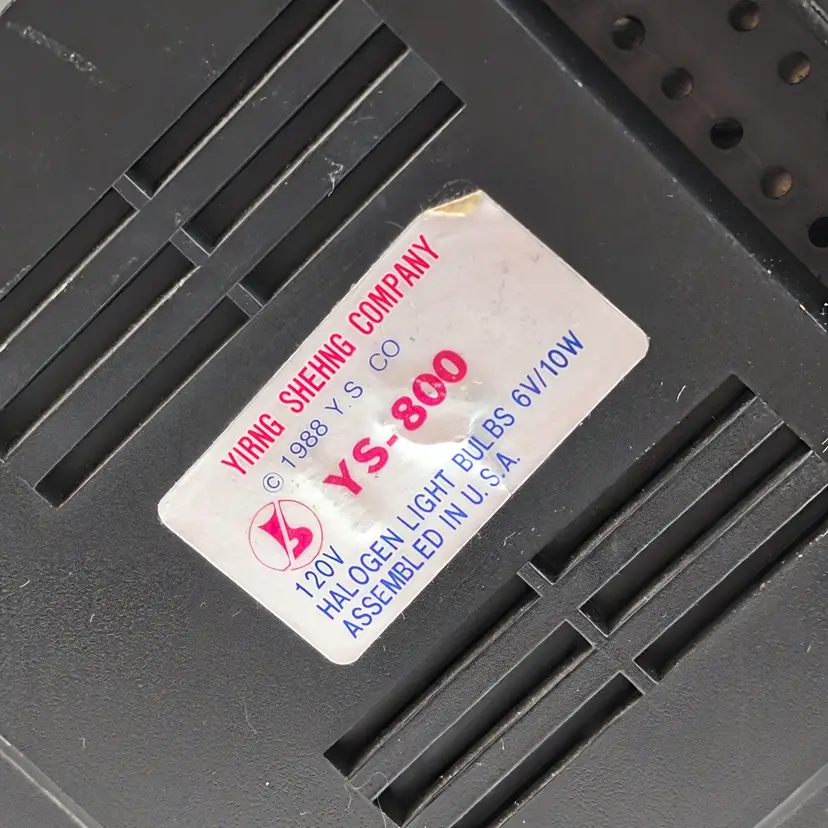 YIRNG SHEHNG COMPANY
© 1988 Y.S CO
YS-800
120V
HALOGEN LIGHT BULBS 6V/10W
ASSEMBLED IN U.S.A.